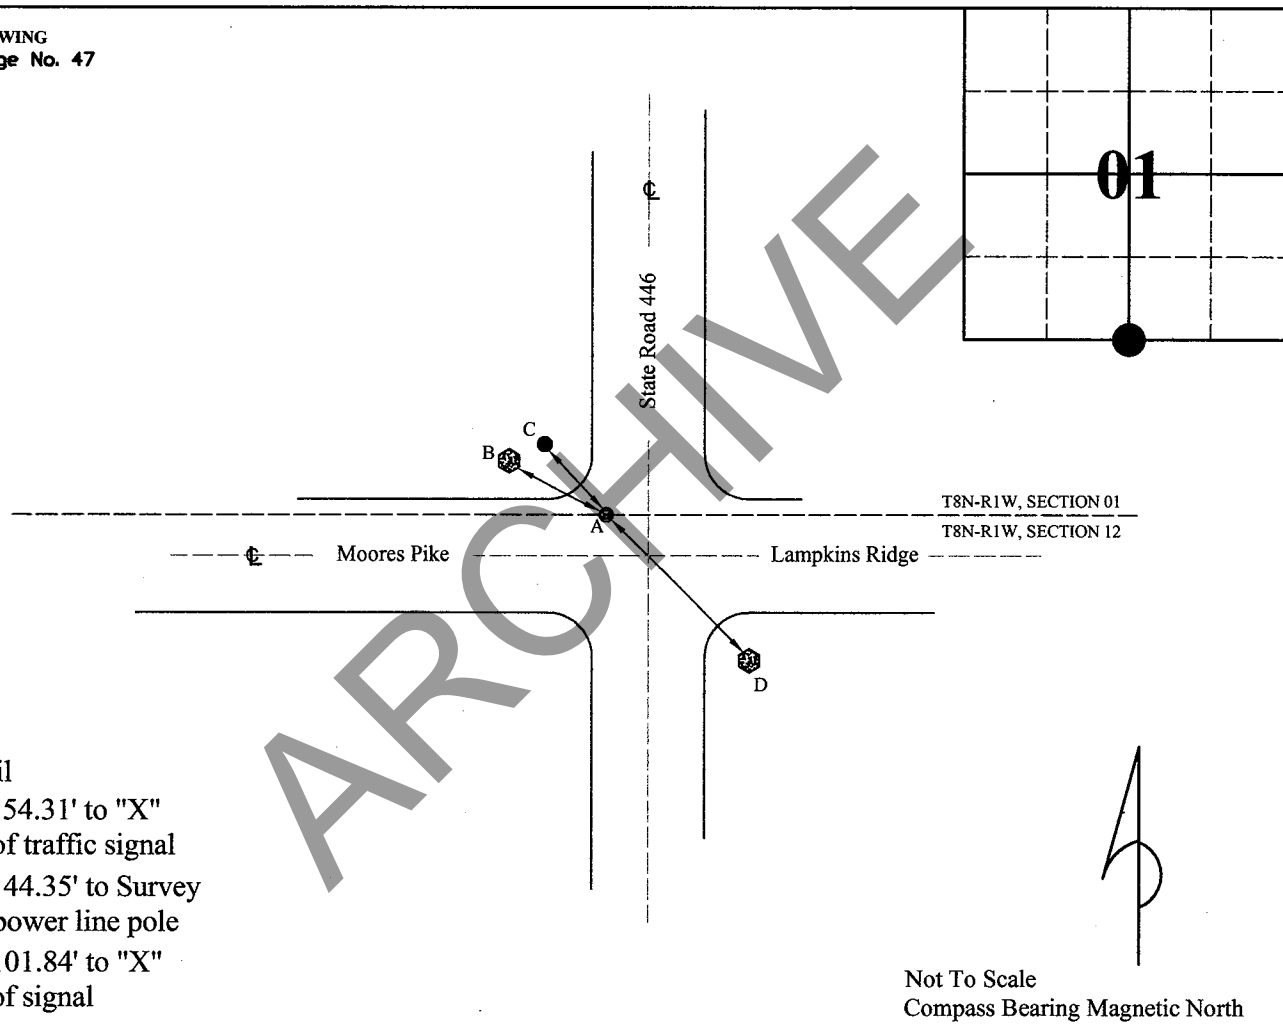 WING
ge No. 47
01
℄
State Road 446
C
B
A
T8N-R1W, SECTION 01
T8N-R1W, SECTION 12
℄ Moores Pike
Lampkins Ridge
D
ARCHIVE
il
54.31' to "X"
of traffic signal
44.35' to Survey
power line pole
01.84' to "X"
of signal
Not To Scale
Compass Bearing Magnetic North